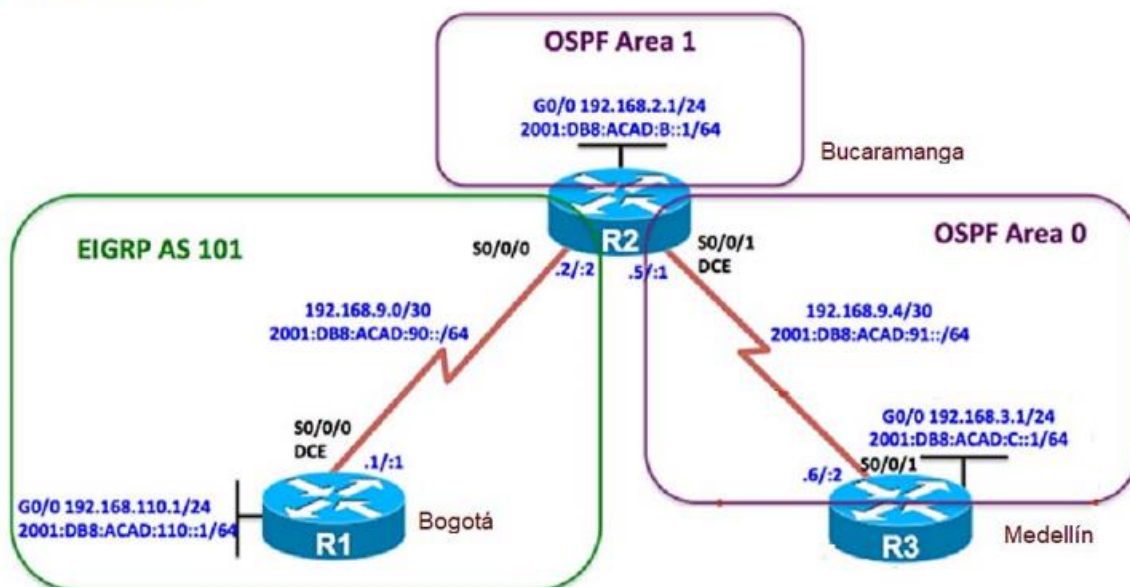 OSPF Area 1
G0/0 192.168.2.1/24
2001:DB8:ACAD:B::1/64
Bucaramanga
R2
EIGRP AS 101
OSPF Area 0
S0/0/0
S0/0/1
DCE
.2/:2
.5/:1
192.168.9.0/30
2001:DB8:ACAD:90::/64
192.168.9.4/30
2001:DB8:ACAD:91::/64
G0/0 192.168.3.1/24
2001:DB8:ACAD:C::1/64
S0/0/0
DCE
.1/:1
.6/:2
S0/0/1
G0/0 192.168.110.1/24
2001:DB8:ACAD:110::1/64
R1
Bogotá
R3
Medellín